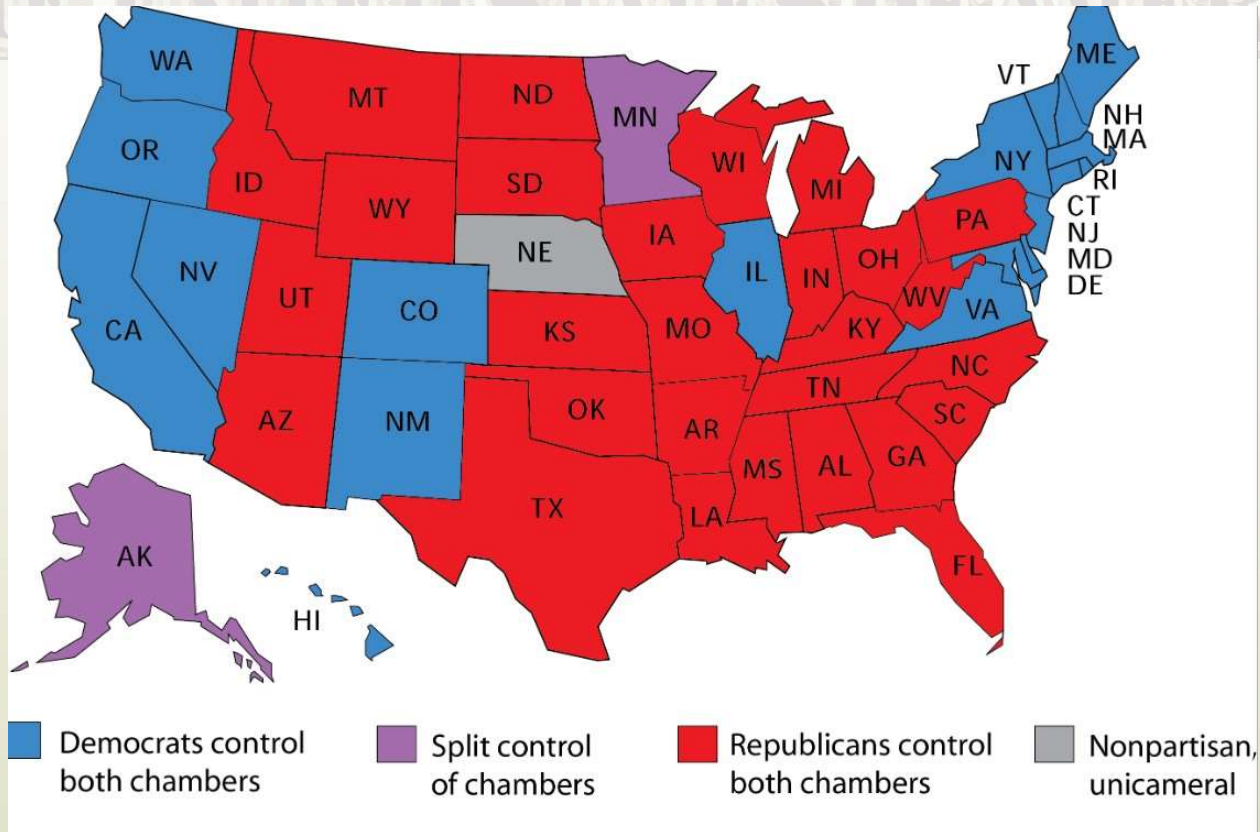 WA
MT
ND
MN
VT
ME
OR
ID
SD
WI
MI
NY
NH
MA
RI
WY
CT
NJ
MD
DE
NV
UT
CO
NE
IA
IL
IN
OH
PA
WV
VA
CA
KS
MO
KY
AZ
NM
OK
AR
TN
NC
SC
TX
LA
MS
AL
GA
FL
AK
HI
Democrats control
both chambers
Split control
of chambers
Republicans control
both chambers
Nonpartisan,
unicameral